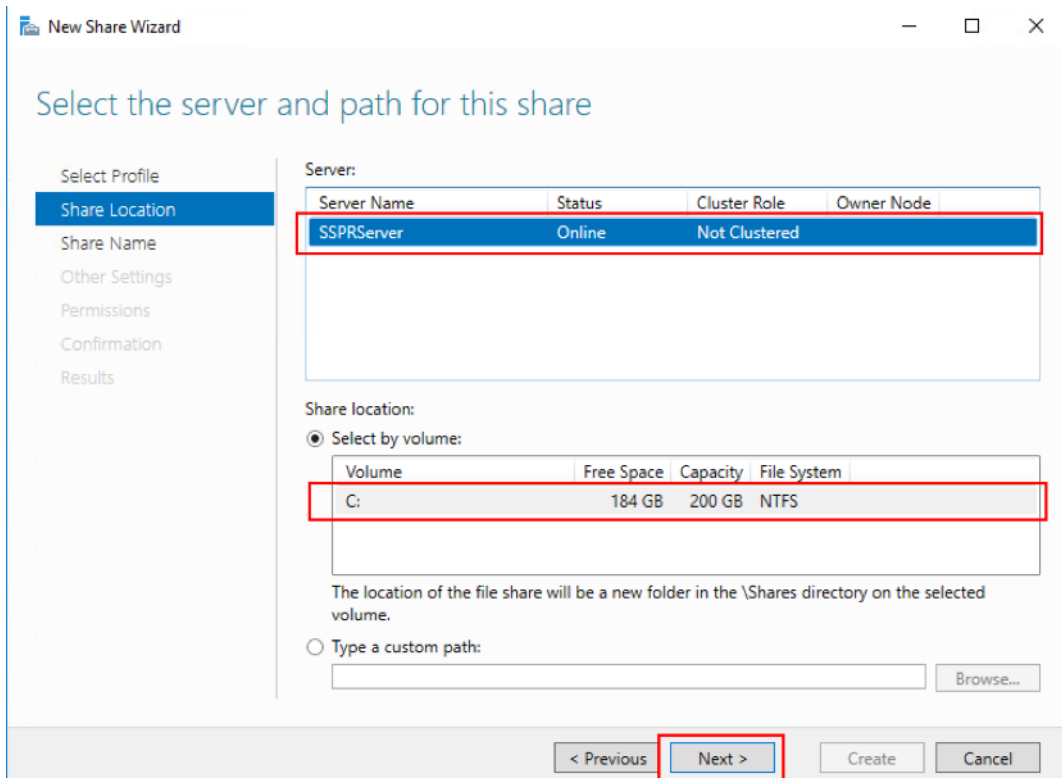 New Share Wizard
Select the server and path for this share
Select Profile
Share Location
Share Name
Other Settings
Permissions
Confirmation
Results
Server:
Server Name Status Cluster Role Owner Node
SSPRServer Online Not Clustered
Share location:
Select by volume:
Volume Free Space Capacity File System
C: 184 GB 200 GB NTFS
The location of the file share will be a new folder in the \Shares directory on the selected
volume.
Type a custom path:
Browse...
< Previous Next > Create Cancel